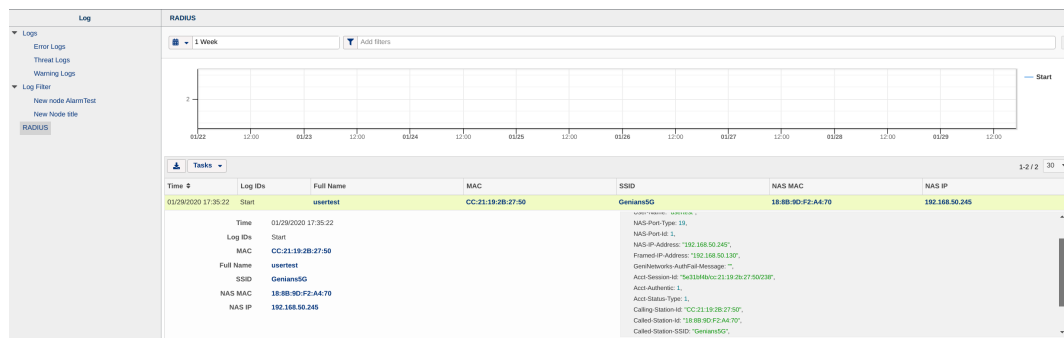 Log
RADIUS
Logs
Error Logs
Threat Logs
Warning Logs
Log Filter
New node AlarmTest
New Node title
RADIUS
1 Week
Add filters
2
Start
01/22 12:00 01/23 12:00 01/24 12:00 01/25 12:00 01/26 12:00 01/27 12:00 01/28 12:00 01/29 12:00
Tasks
1-2 / 2 30
Time Log IDs Full Name MAC SSID NAS MAC NAS IP
01/29/2020 17:35:22 Start usertest CC:21:19:2B:27:50 Genians5G 18:8B:9D:F2:A4:70 192.168.50.245
Time 01/29/2020 17:35:22
Log IDs Start
MAC CC:21:19:2B:27:50
Full Name usertest
SSID Genians5G
NAS MAC 18:8B:9D:F2:A4:70
NAS IP 192.168.50.245
User-Name: "usertest",
NAS-Port-Type: 19,
NAS-Port-Id: 1,
NAS-IP-Address: "192.168.50.245",
Framed-IP-Address: "192.168.50.130",
GeniNetworks-AuthFail-Message: "",
Acct-Session-Id: "5e31bf4b/cc:21:19:2b:27:50/238",
Acct-Authentic: 1,
Acct-Status-Type: 1,
Calling-Station-Id: "CC:21:19:2B:27:50",
Called-Station-Id: "18:8B:9D:F2:A4:70",
Called-Station-SSID: "Genians5G",